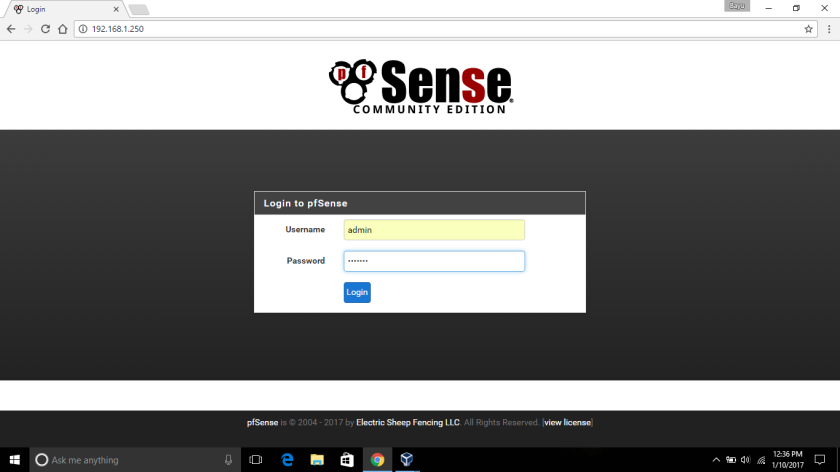 Login
Bayu
192.168.1.250
pfSense
COMMUNITY EDITION
Login to pfSense
Username
admin
Password
•••••••
Login
pfSense is © 2004 - 2017 by Electric Sheep Fencing LLC. All Rights Reserved. [view license]
Ask me anything
12:36 PM
1/10/2017